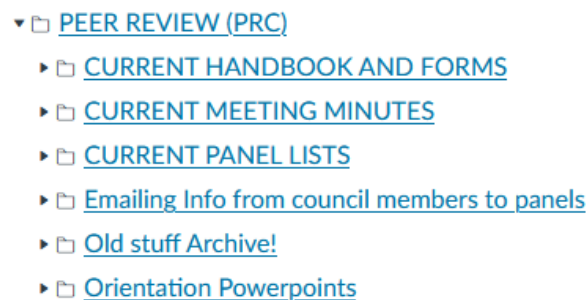 PEER REVIEW (PRC)
CURRENT HANDBOOK AND FORMS
CURRENT MEETING MINUTES
CURRENT PANEL LISTS
Emailing Info from council members to panels
Old stuff Archive!
Orientation Powerpoints